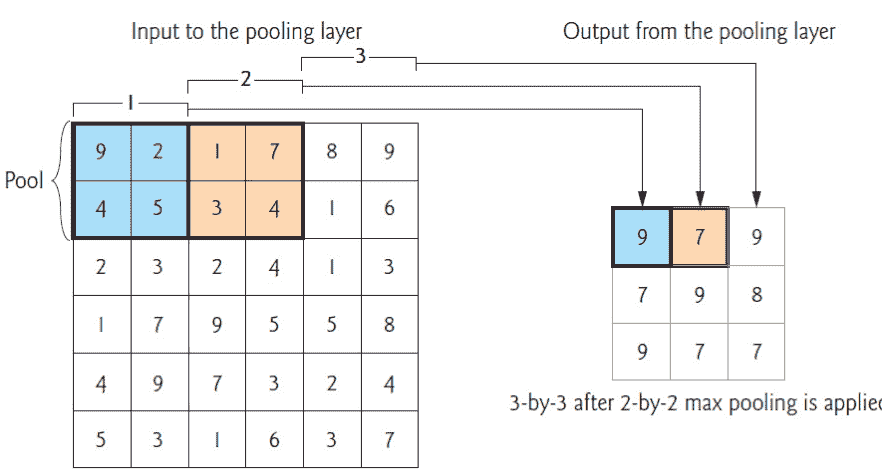 Input to the pooling layer
Output from the pooling layer
3
2
1
Pool
9 2 1 7 8 9
4 5 3 4 1 6
2 3 2 4 1 3
1 7 9 5 5 8
4 9 7 3 2 4
5 3 1 6 3 7
9 7 9
7 9 8
9 7 7
3-by-3 after 2-by-2 max pooling is applied